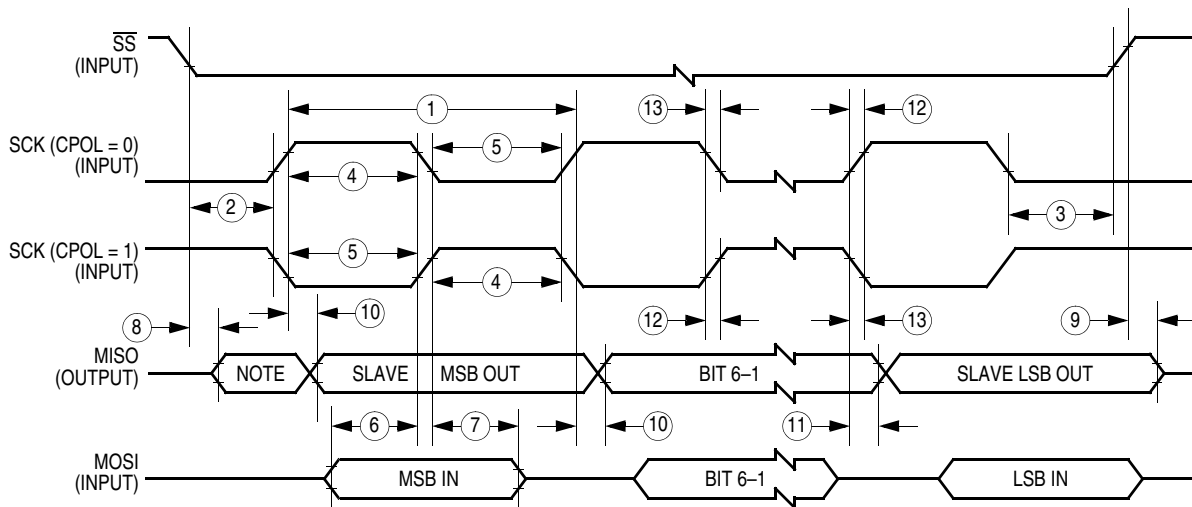 SS
(INPUT)
1
13
12
SCK (CPOL = 0)
(INPUT)
5
4
2
3
SCK (CPOL = 1)
(INPUT)
5
4
10
12
13
8
9
MISO
(OUTPUT)
NOTE
SLAVE MSB OUT
BIT 6–1
SLAVE LSB OUT
6
7
10
11
MOSI
(INPUT)
MSB IN
BIT 6–1
LSB IN